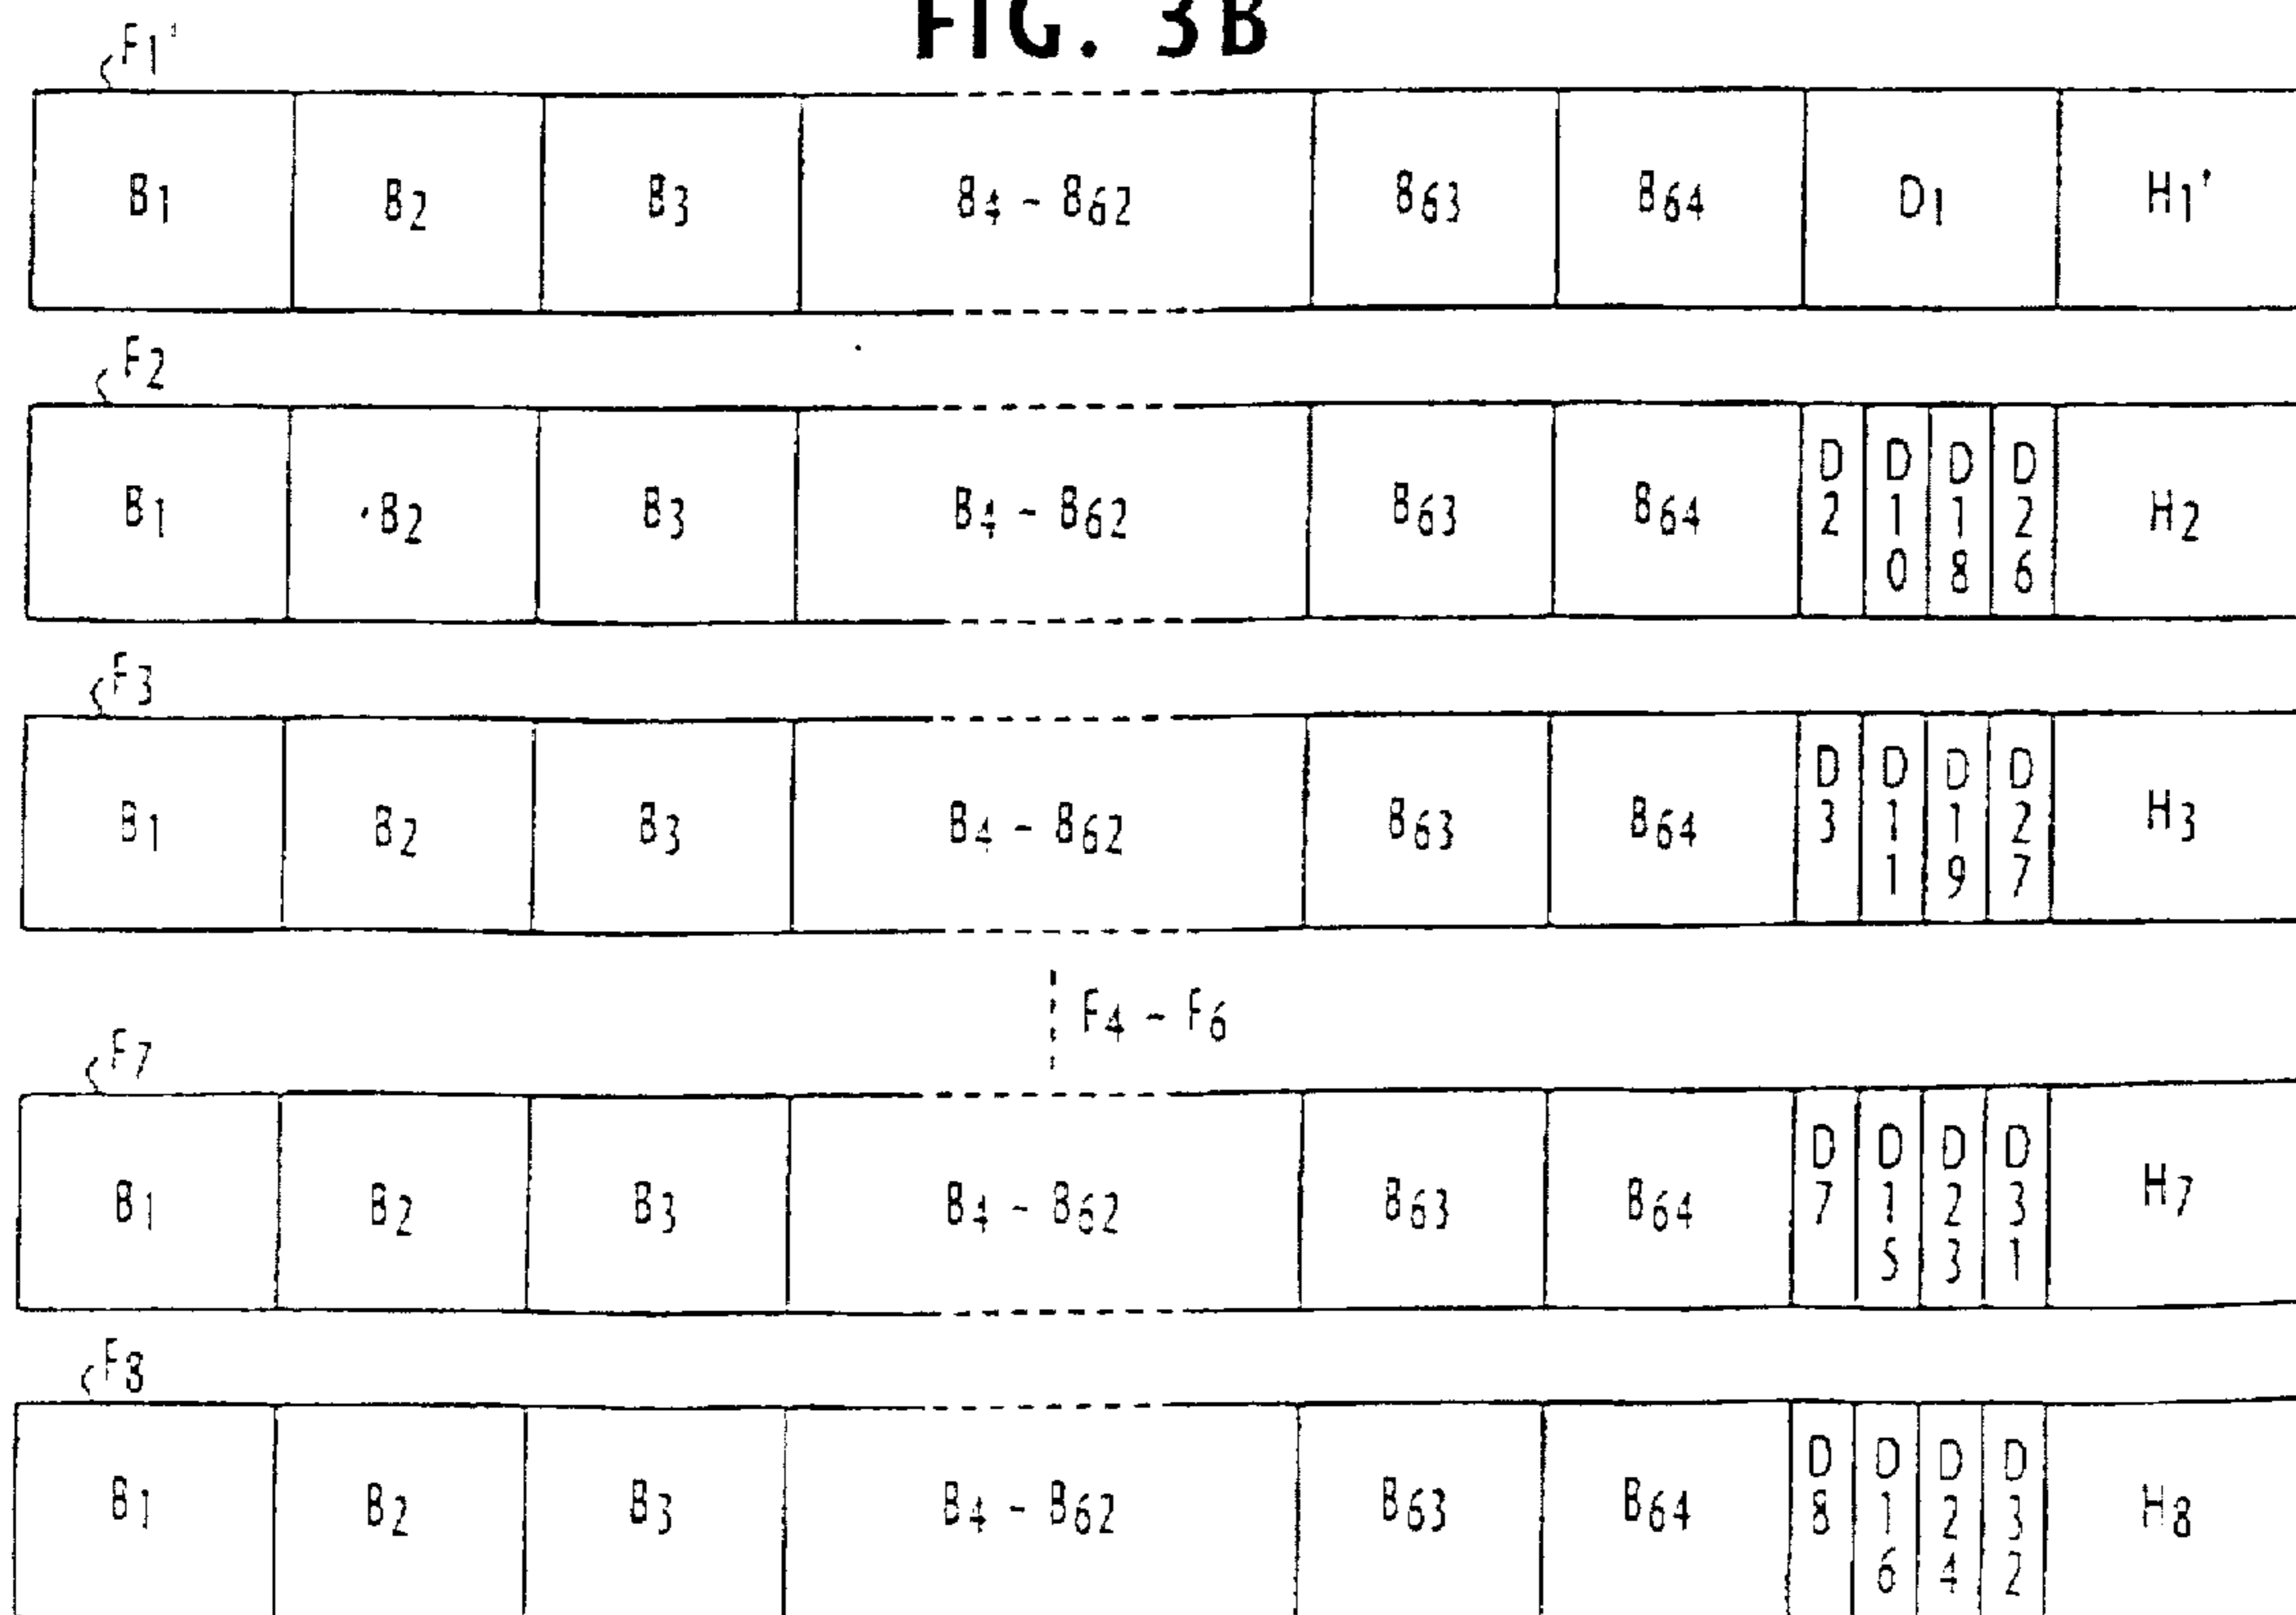 FIG. 3B
F1'
B1 B2 B3 B4 - B62 B63 B64 D1 H1'
F2
B1 B2 B3 B4 - B62 B63 B64 D2 D10 D18 D26 H2
F3
B1 B2 B3 B4 - B62 B63 B64 D3 D11 D19 D27 H3
F4 - F6
F7
B1 B2 B3 B4 - B62 B63 B64 D7 D15 D23 D31 H7
F8
B1 B2 B3 B4 - B62 B63 B64 D8 D16 D24 D32 H8